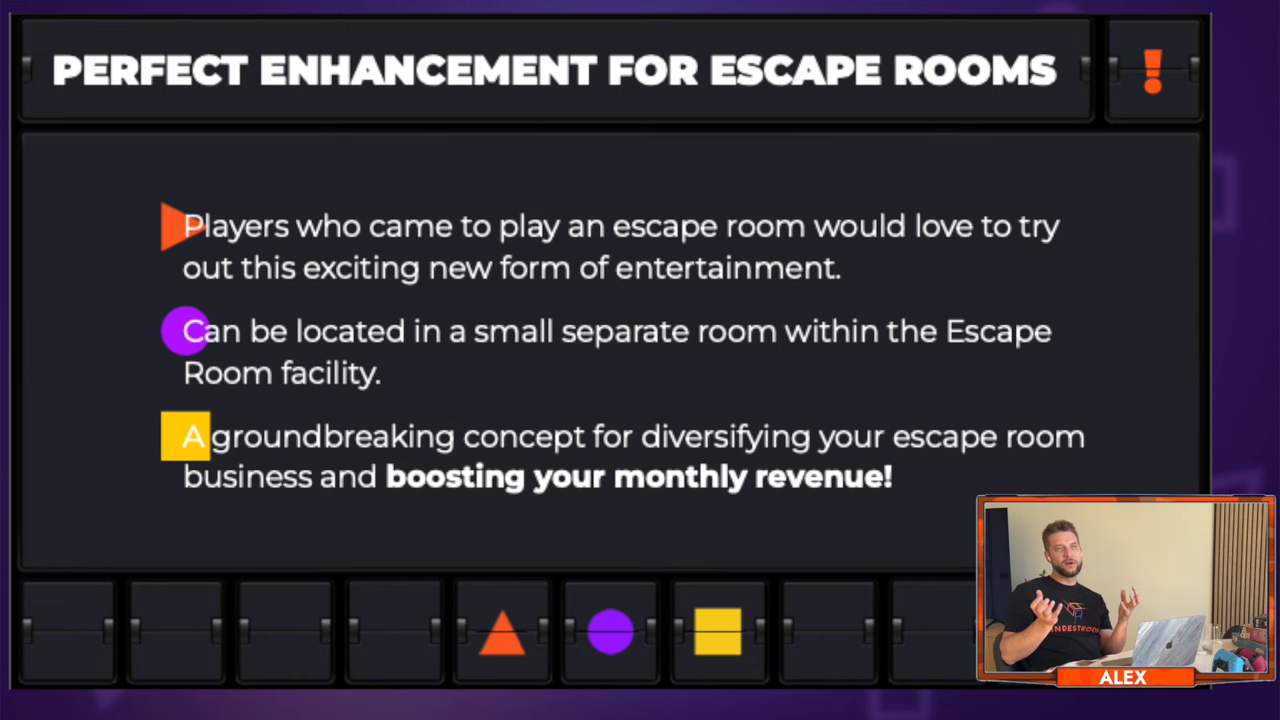 PERFECT ENHANCEMENT FOR ESCAPE ROOMS
!
Players who came to play an escape room would love to try
out this exciting new form of entertainment.
Can be located in a small separate room within the Escape
Room facility.
A groundbreaking concept for diversifying your escape room
business and boosting your monthly revenue!
ALEX